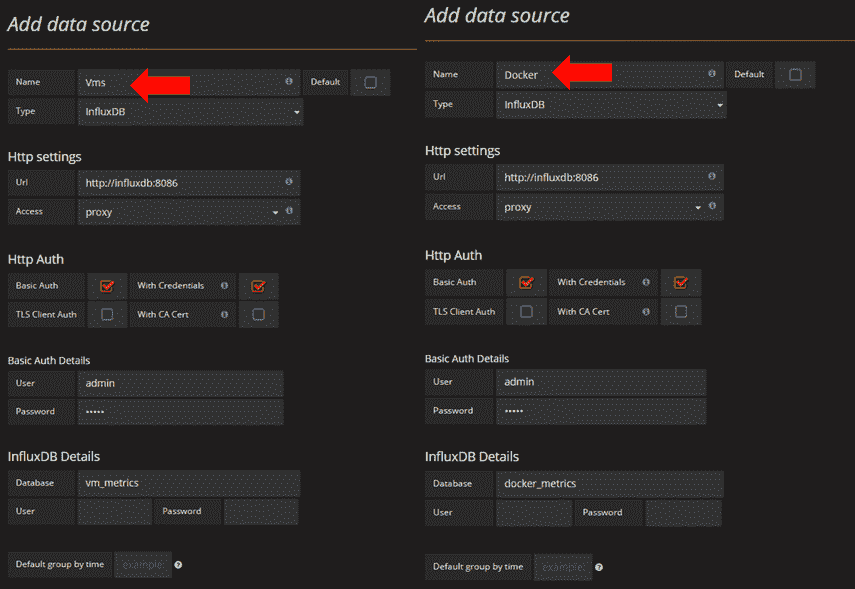 Add data source
Name Vms Default
Type InfluxDB
Http settings
Url http://influxdb:8086
Access proxy
Http Auth
Basic Auth With Credentials
TLS Client Auth With CA Cert
Basic Auth Details
User admin
Password •••••
InfluxDB Details
Database vm_metrics
User Password
Default group by time example:
Add data source
Name Docker Default
Type InfluxDB
Http settings
Url http://influxdb:8086
Access proxy
Http Auth
Basic Auth With Credentials
TLS Client Auth With CA Cert
Basic Auth Details
User admin
Password •••••
InfluxDB Details
Database docker_metrics
User Password
Default group by time example: